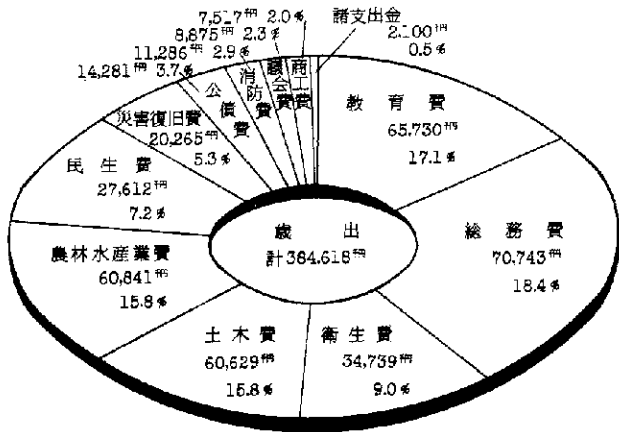 7,517千円 2.0% 諸支出金
8,875千円 2.3% 2.100千円
11,286千円 2.9% 0.5%
14,281千円 3.7%
公債費
消防費
議会費
商工費
教育費
65.730千円
17.1%
災害復旧費
20,265千円
5.3%
民生費
27,612千円
7.2%
農林水産業費
60,841千円
15.8%
歳出
計384.618千円
総務費
70,743千円
18.4%
土木費
60,629千円
15.8%
衛生費
34,739千円
9.0%